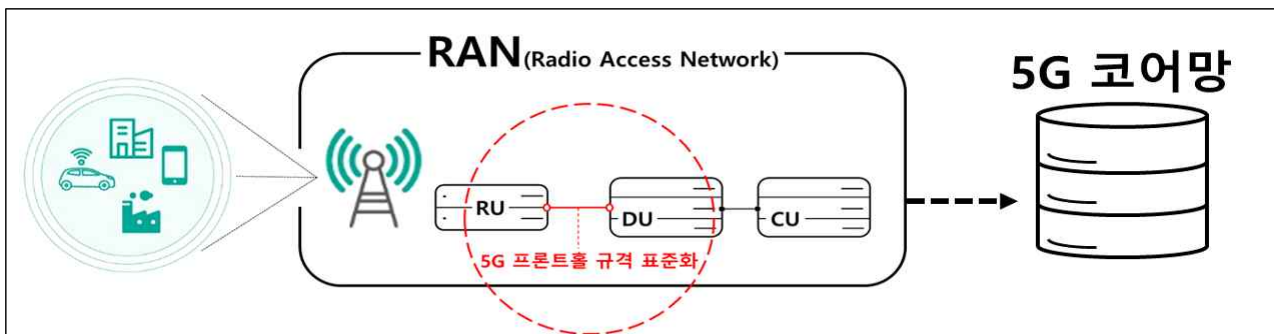 RAN(Radio Access Network)
5G 코어망
RU
DU
CU
5G 프론트홀 규격 표준화